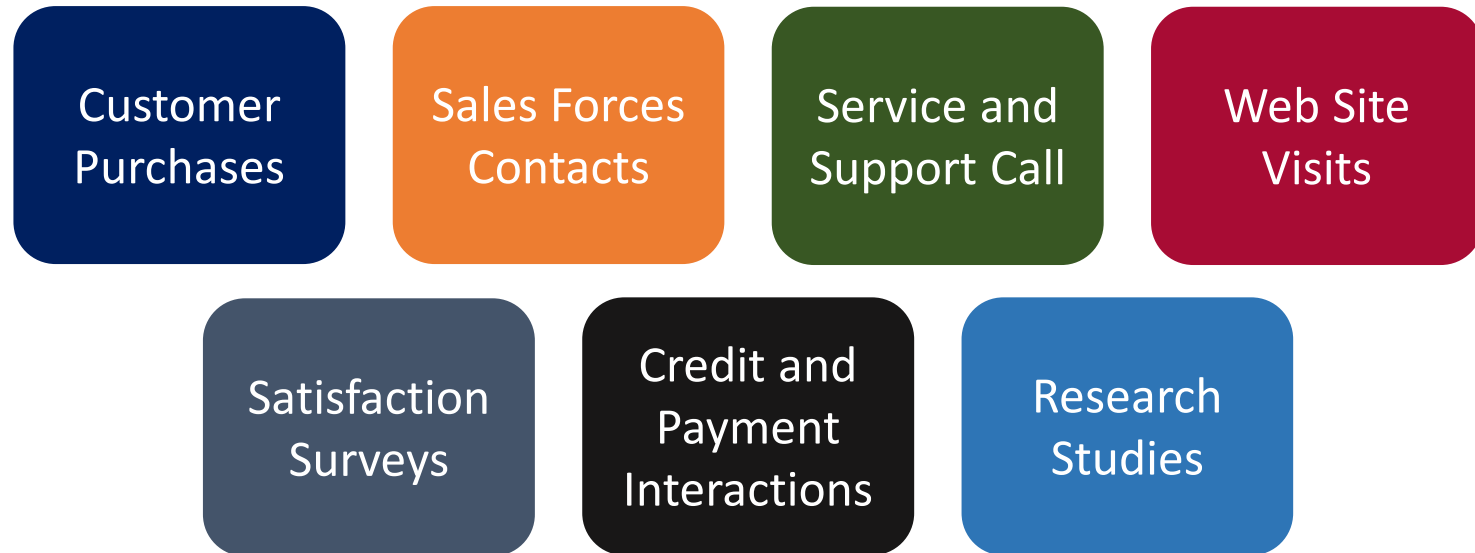 Customer
Purchases
Sales Forces
Contacts
Service and
Support Call
Web Site
Visits
Satisfaction
Surveys
Credit and
Payment
Interactions
Research
Studies